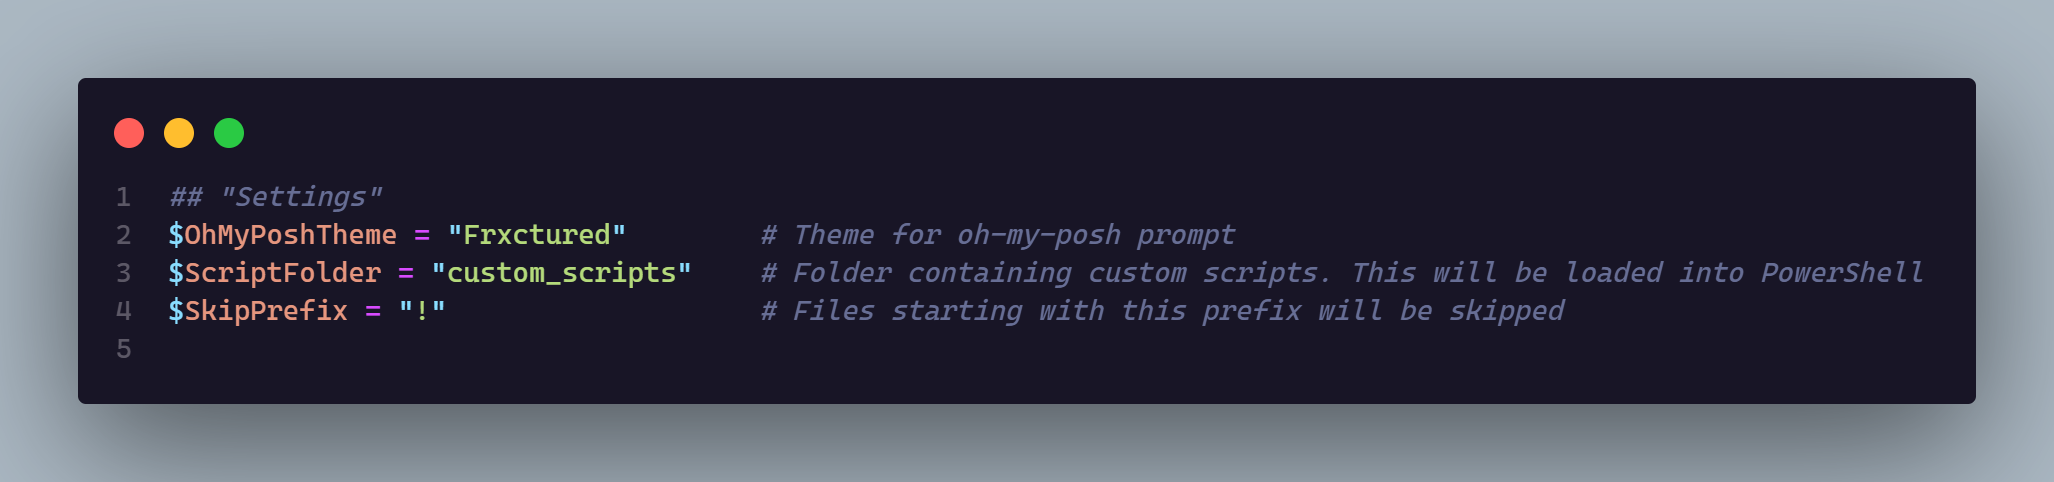 1 ## "Settings"
2 $OhMyPoshTheme = "Frxctured" # Theme for oh-my-posh prompt
3 $ScriptFolder = "custom_scripts" # Folder containing custom scripts. This will be loaded into PowerShell
4 $SkipPrefix = "!" # Files starting with this prefix will be skipped
5